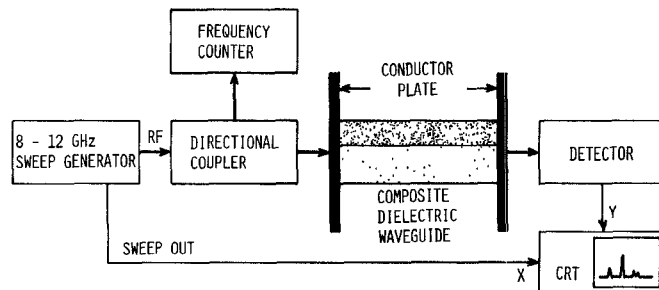 FREQUENCY
COUNTER
CONDUCTOR
PLATE
8 - 12 GHz
SWEEP GENERATOR
RF
DIRECTIONAL
COUPLER
DETECTOR
COMPOSITE
DIELECTRIC
WAVEGUIDE
Y
SWEEP OUT
X
CRT